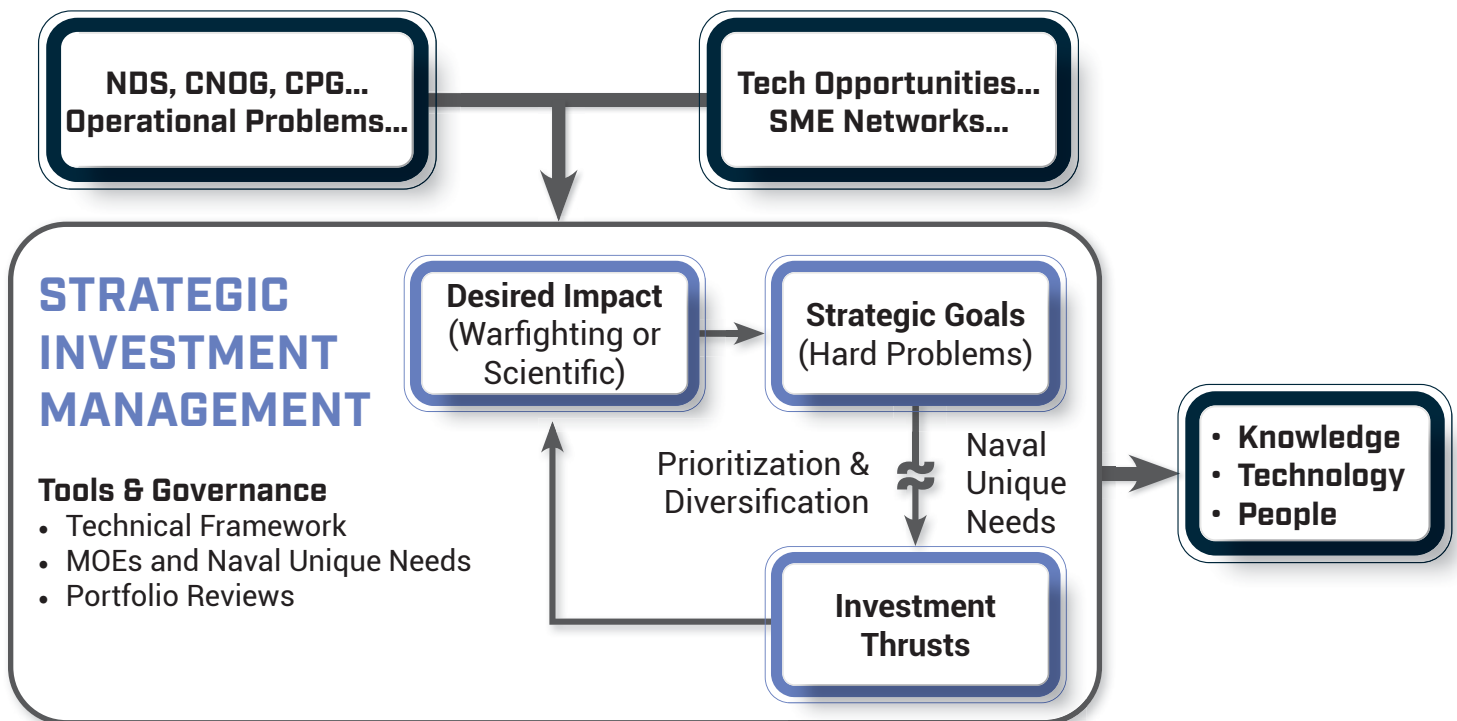 NDS, CNOG, CPG...
Operational Problems...
Tech Opportunities...
SME Networks...
STRATEGIC
INVESTMENT
MANAGEMENT
Tools & Governance
• Technical Framework
• MOEs and Naval Unique Needs
• Portfolio Reviews
Desired Impact
(Warfighting or
Scientific)
Strategic Goals
(Hard Problems)
Prioritization &
Diversification
Naval
Unique
Needs
Investment
Thrusts
• Knowledge
• Technology
• People